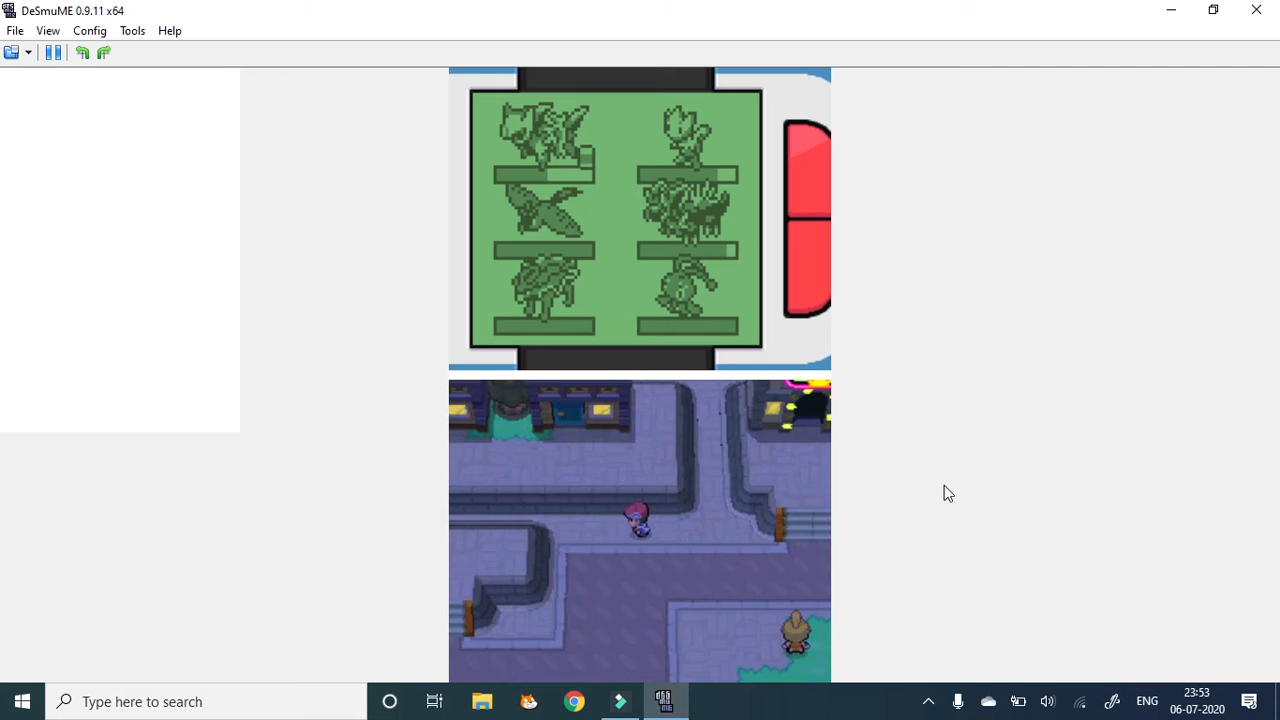 DeSmuME 0.9.11 x64
File View Config Tools Help
Type here to search
ENG
23:53
06-07-2020